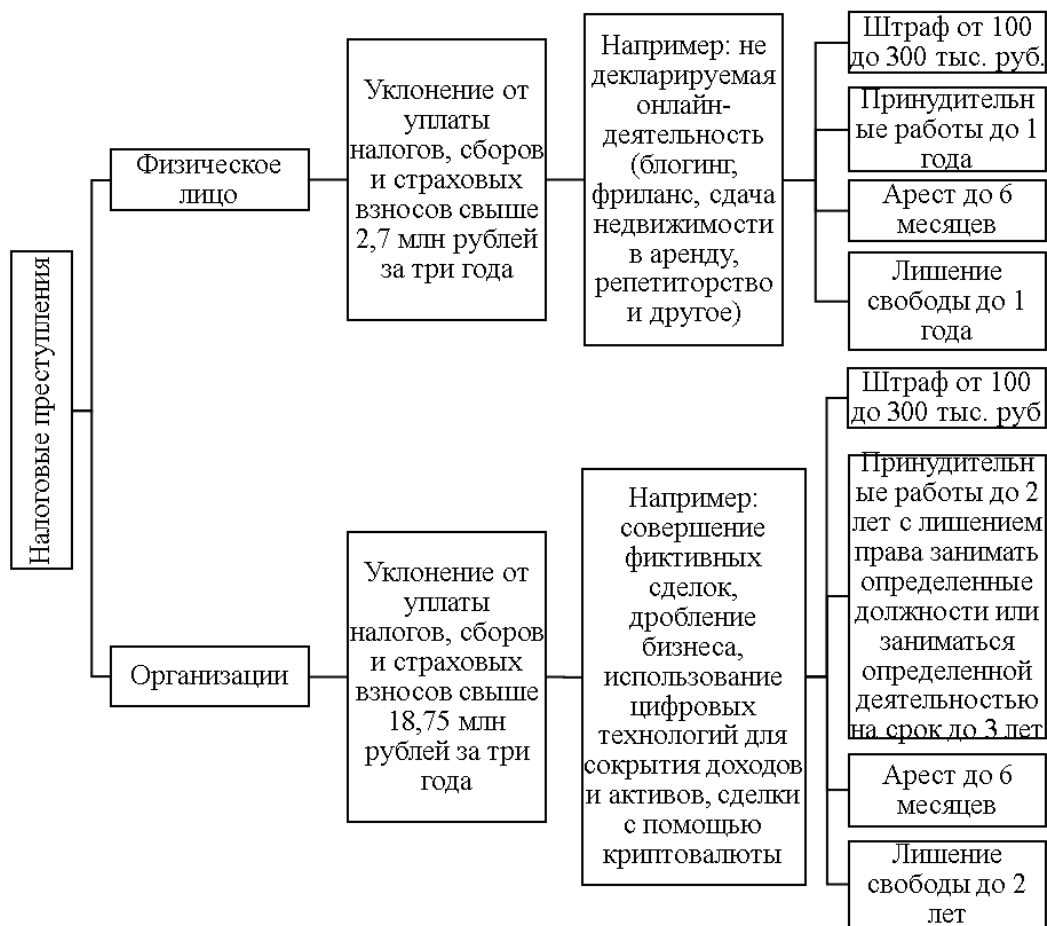 Налоговые преступления
Физическое
лицо
Уклонение от
уплаты
налогов, сборов
и страховых
взносов свыше
2,7 млн рублей
за три года
Например: не
декларируемая
онлайн-
деятельность
(блогинг,
фриланс, сдача
недвижимости
в аренду,
репетиторство
и другое)
Штраф от 100
до 300 тыс. руб.
Принудительн
ые работы до 1
года
Арест до 6
месяцев
Лишение
свободы до 1
года
Организации
Уклонение от
уплаты
налогов, сборов
и страховых
взносов свыше
18,75 млн
рублей за три
года
Например:
совершение
фиктивных
сделок,
дробление
бизнеса,
использование
цифровых
технологий для
сокрытия доходов
и активов, сделки
с помощью
криптовалюты
Штраф от 100
до 300 тыс. руб
Принудительн
ые работы до 2
лет с лишением
права занимать
определенные
должности или
заниматься
определенной
деятельностью
на срок до 3 лет
Арест до 6
месяцев
Лишение
свободы до 2
лет